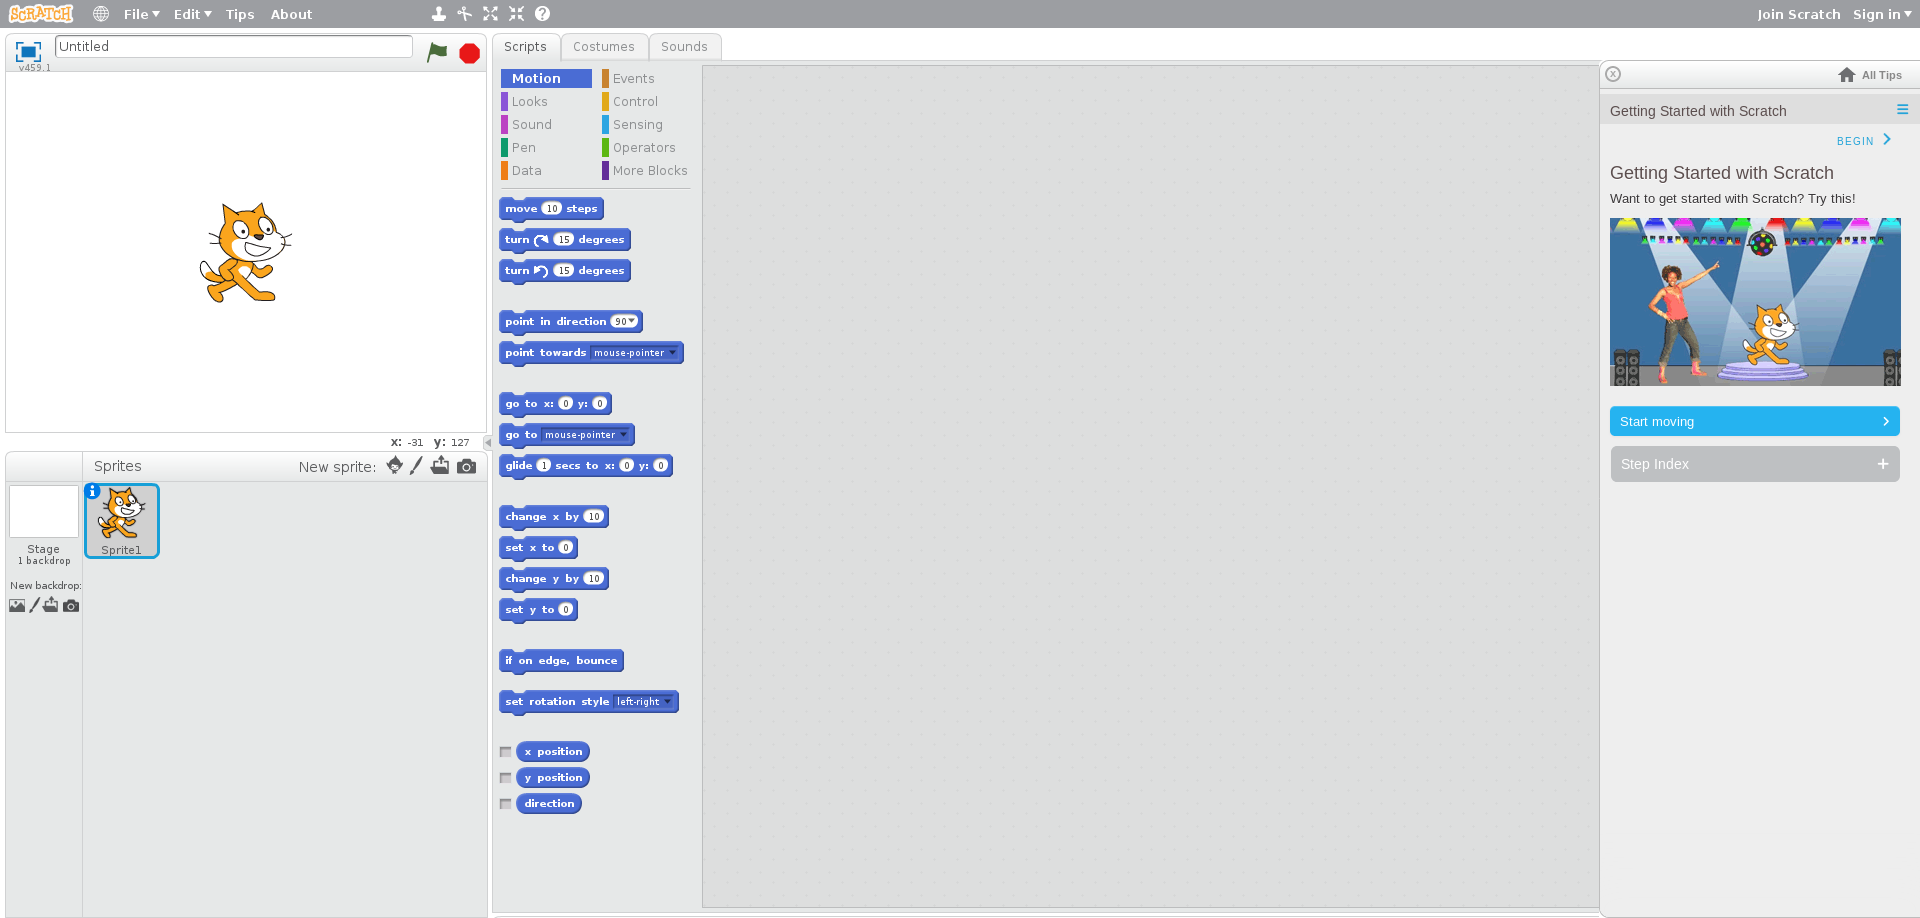 SCRATCH
File Edit Tips About
Join Scratch Sign in
Untitled
v459.1
Scripts Costumes Sounds
Motion
Looks
Sound
Pen
Data
Events
Control
Sensing
Operators
More Blocks
move 10 steps
turn 15 degrees
turn 15 degrees
point in direction 90
point towards mouse-pointer
go to x: 0 y: 0
go to mouse-pointer
glide 1 secs to x: 0 y: 0
change x by 10
set x to 0
change y by 10
set y to 0
if on edge, bounce
set rotation style left-right
x position
y position
direction
x: -31 y: 127
Sprites
New sprite:
Stage
1 backdrop
New backdrop:
Sprite1
All Tips
Getting Started with Scratch
BEGIN
Getting Started with Scratch
Want to get started with Scratch? Try this!
Start moving
Step Index